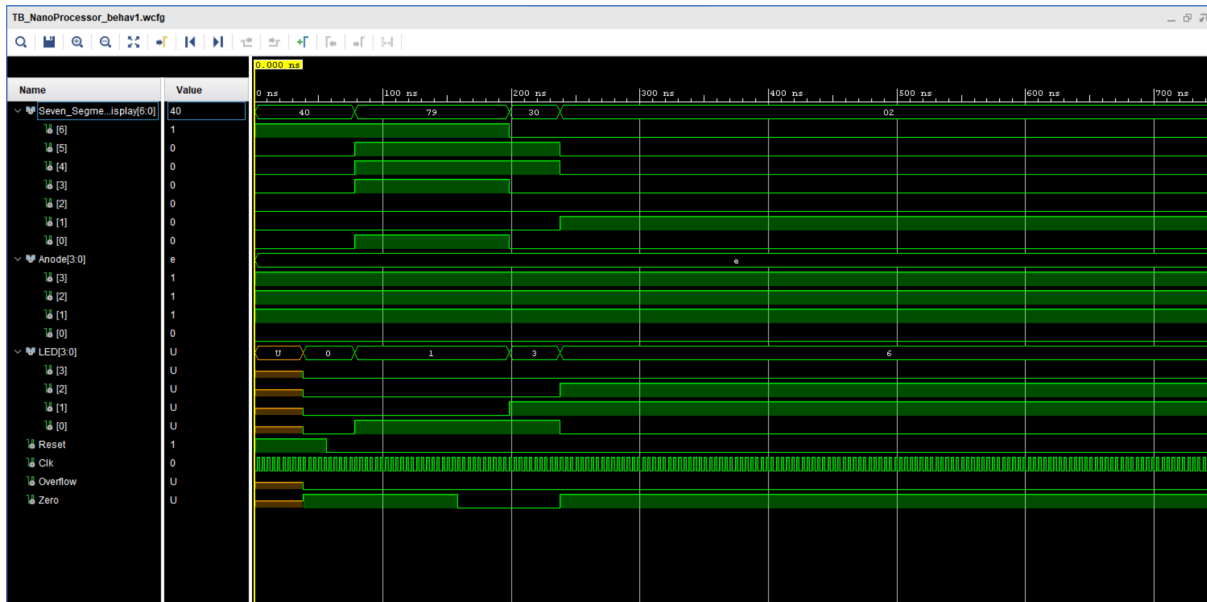 TB_NanoProcessor_behav1.wcfg
0.000 ns
Name Value
0 ns 100 ns 200 ns 300 ns 400 ns 500 ns 600 ns 700 ns
Seven_Segme...isplay[6:0] 40 40 79 30 02
[6] 1
[5] 0
[4] 0
[3] 0
[2] 0
[1] 0
[0] 0
Anode[3:0] e e
[3] 1
[2] 1
[1] 1
[0] 0
LED[3:0] U U 0 1 3 6
[3] U
[2] U
[1] U
[0] U
Reset 1
Clk 0
Overflow U
Zero U